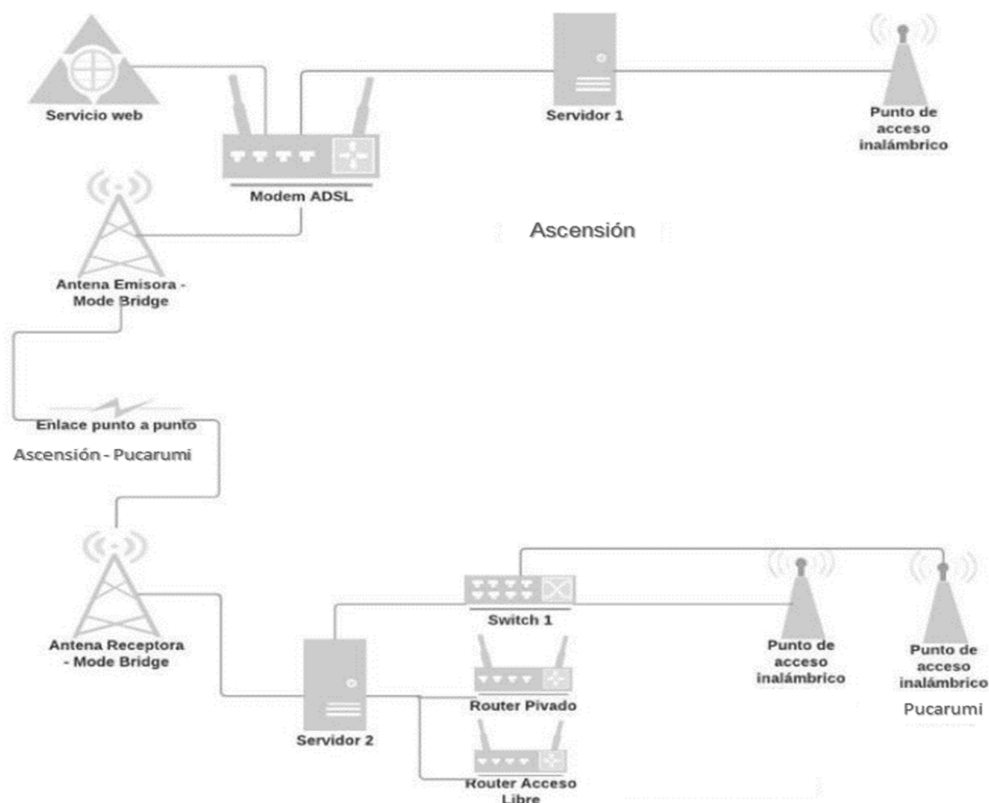 Servicio web
Servidor 1
Punto de
acceso
inalámbrico
Modem ADSL
Ascensión
Antena Emisora -
Mode Bridge
Enlace punto a punto
Ascensión - Pucarumi
Antena Receptora
- Mode Bridge
Switch 1
Punto de
acceso
inalámbrico
Punto de
acceso
inalámbrico
Pucarumi
Router Pivado
Servidor 2
Router Acceso
Libre